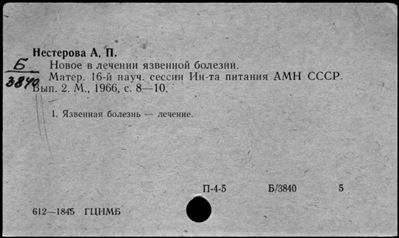 Нестерова А. П.
Б
3840
Новое в лечении язвенной болезни.
Матер. 16-й науч. сессии Ин-та питания АМН СССР.
Вып. 2. М., 1966, с. 8—10.
1. Язвенная болезнь — лечение.
П-4-5 Б/3840 5
612—1845 ГЦНМБ